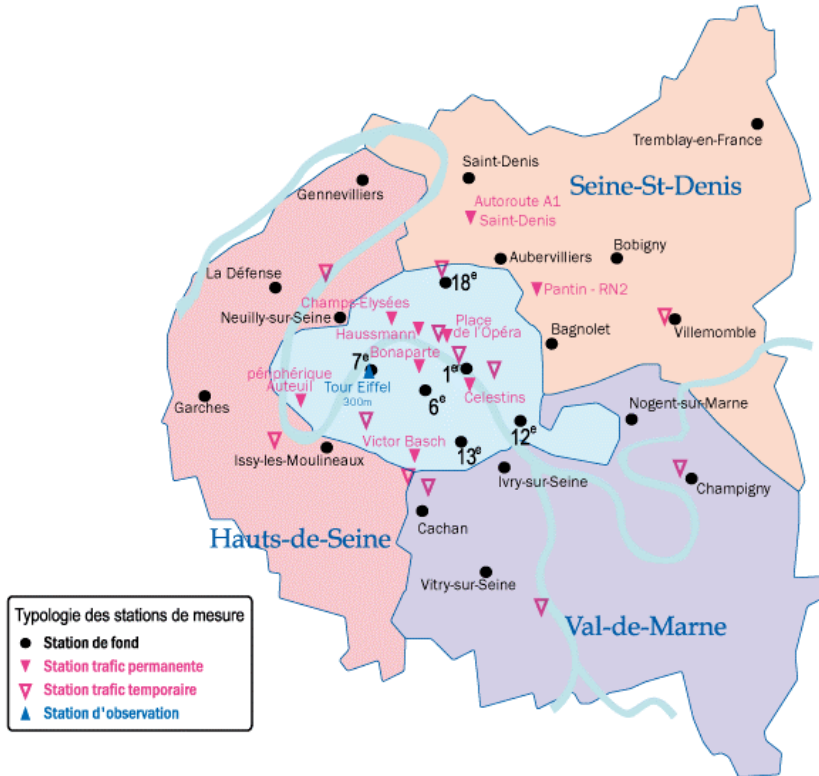 Tremblay-en-France
Saint-Denis
Seine-St-Denis
Gennevilliers
Autoroute A1
Saint-Denis
Aubervilliers
Bobigny
La Défense
18e
Pantin - RN2
Champs-Elysées
Neuilly-sur-Seine
Haussmann
Place
de l'Opéra
Bagnolet
Villemomble
Bonaparte
7e
1er
périphérique
Auteuil
Tour Eiffel
300m
6e
Celestins
Garches
Nogent-sur-Marne
12e
Victor Basch
13e
Issy-les-Moulineaux
Ivry-sur-Seine
Champigny
Cachan
Hauts-de-Seine
Vitry-sur-Seine
Val-de-Marne
Typologie des stations de mesure
Station de fond
Station trafic permanente
Station trafic temporaire
Station d'observation